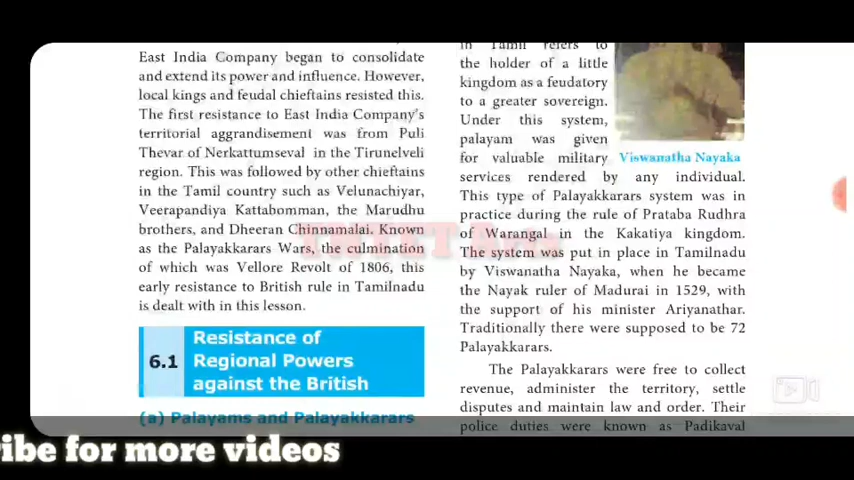 East India Company began to consolidate
and extend its power and influence. However,
local kings and feudal chieftains resisted this.
The first resistance to East India Company's
territorial aggrandisement was from Puli
Thevar of Nerkattumseval in the Tirunelveli
region. This was followed by other chieftains
in the Tamil country such as Velunachiyar,
Veerapandiya Kattabomman, the Marudhu
brothers, and Dheeran Chinnamalai. Known
as the Palayakkarars Wars, the culmination
of which was Vellore Revolt of 1806, this
early resistance to British rule in Tamilnadu
is dealt with in this lesson.
6.1
Resistance of
Regional Powers
against the British
(a) Palayams and Palayakkarars
in Tamil refers to
the holder of a little
kingdom as a feudatory
to a greater sovereign.
Under this system,
palayam was given
for valuable military
Viswanatha Nayaka
services rendered by any individual.
This type of Palayakkarars system was in
practice during the rule of Prataba Rudhra
of Warangal in the Kakatiya kingdom.
The system was put in place in Tamilnadu
by Viswanatha Nayaka, when he became
the Nayak ruler of Madurai in 1529, with
the support of his minister Ariyanathar.
Traditionally there were supposed to be 72
Palayakkarars.
The Palayakkarars were free to collect
revenue, administer the territory, settle
disputes and maintain law and order. Their
police duties were known as Padikaval
ribe for more videos